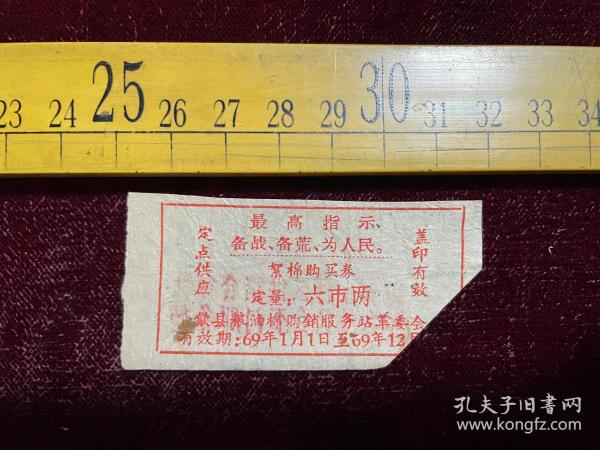 23 24 25 26 27 28 29 30 31 32 33 34
最高指示
备战、备荒、为人民。
定点供应
盖印有效
絮棉购买券
定量：六市两
歙县粮油棉购销服务站革委会
有效期：69年1月1日至69年12月
孔夫子旧书网
www.kongfz.com